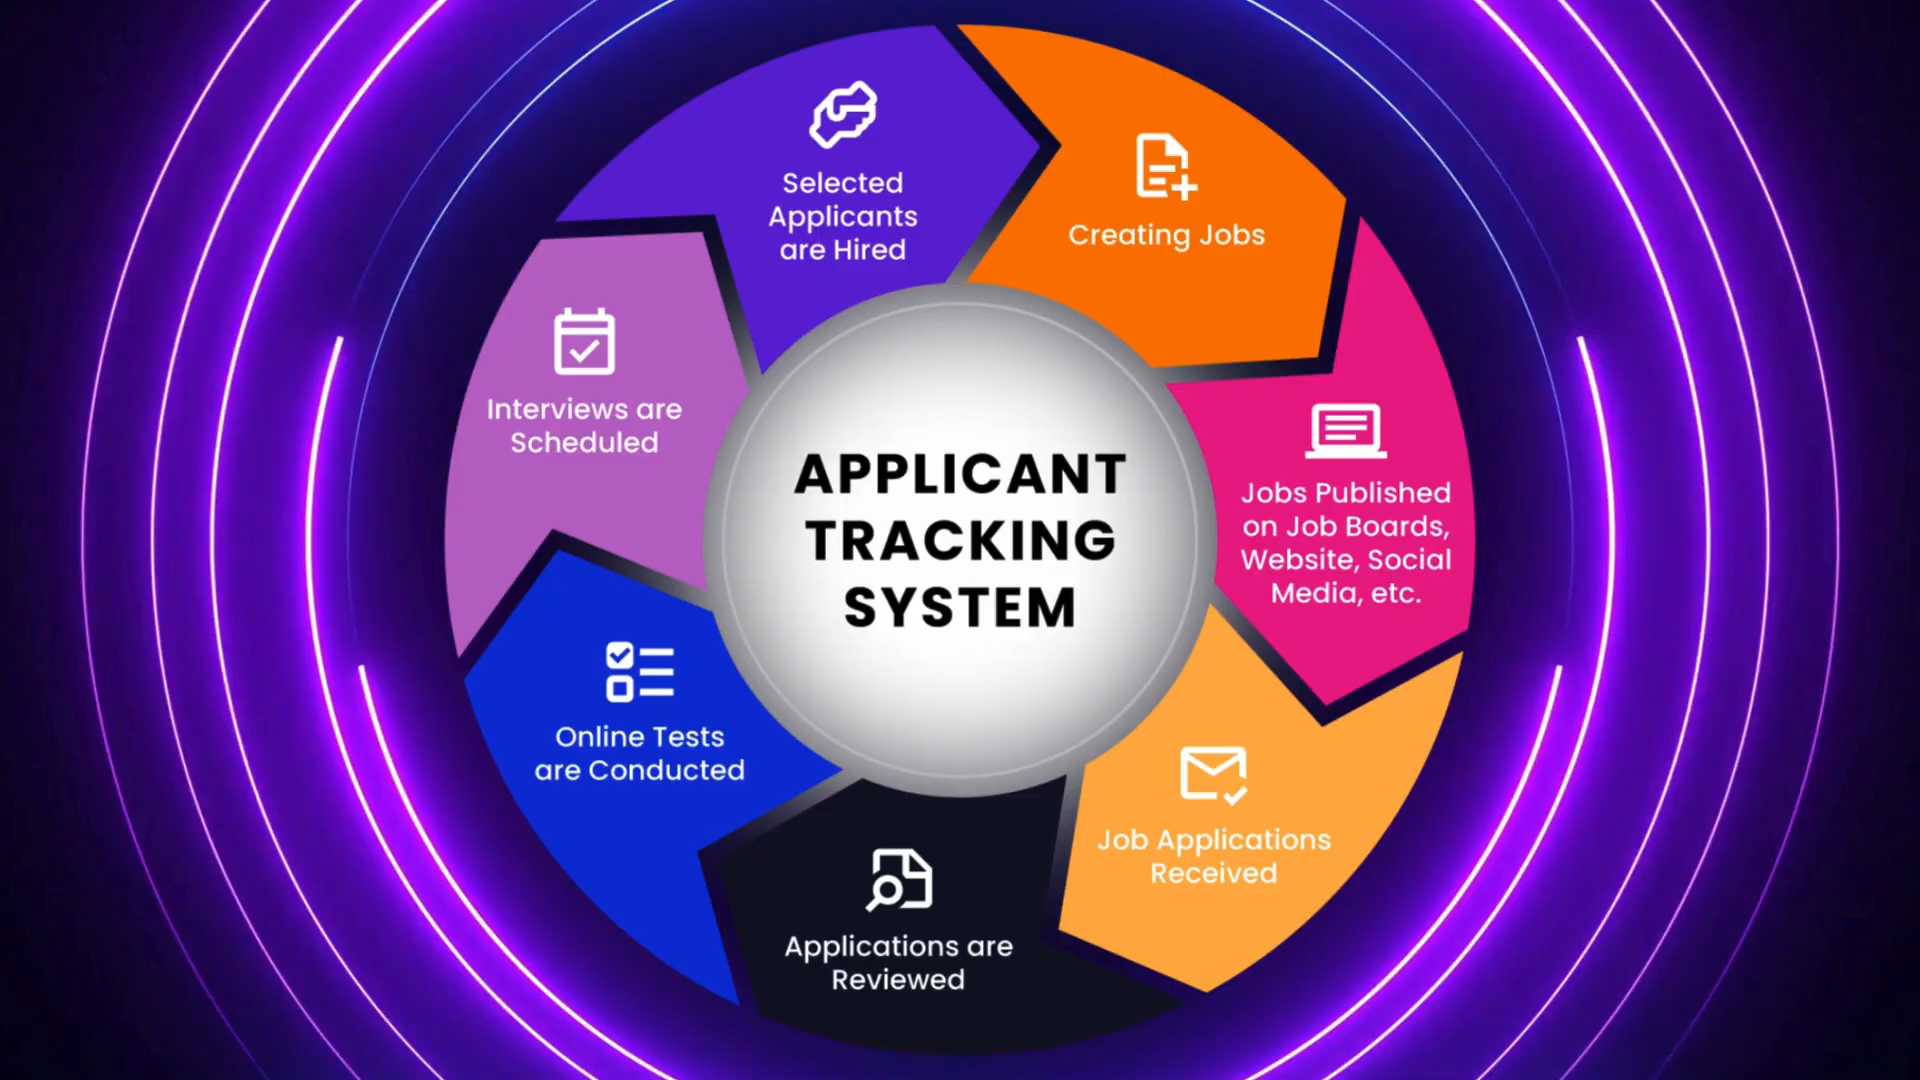 Selected
Applicants
are Hired
Creating Jobs
Jobs Published
on Job Boards,
Website, Social
Media, etc.
Job Applications
Received
Applications are
Reviewed
Online Tests
are Conducted
Interviews are
Scheduled
APPLICANT
TRACKING
SYSTEM